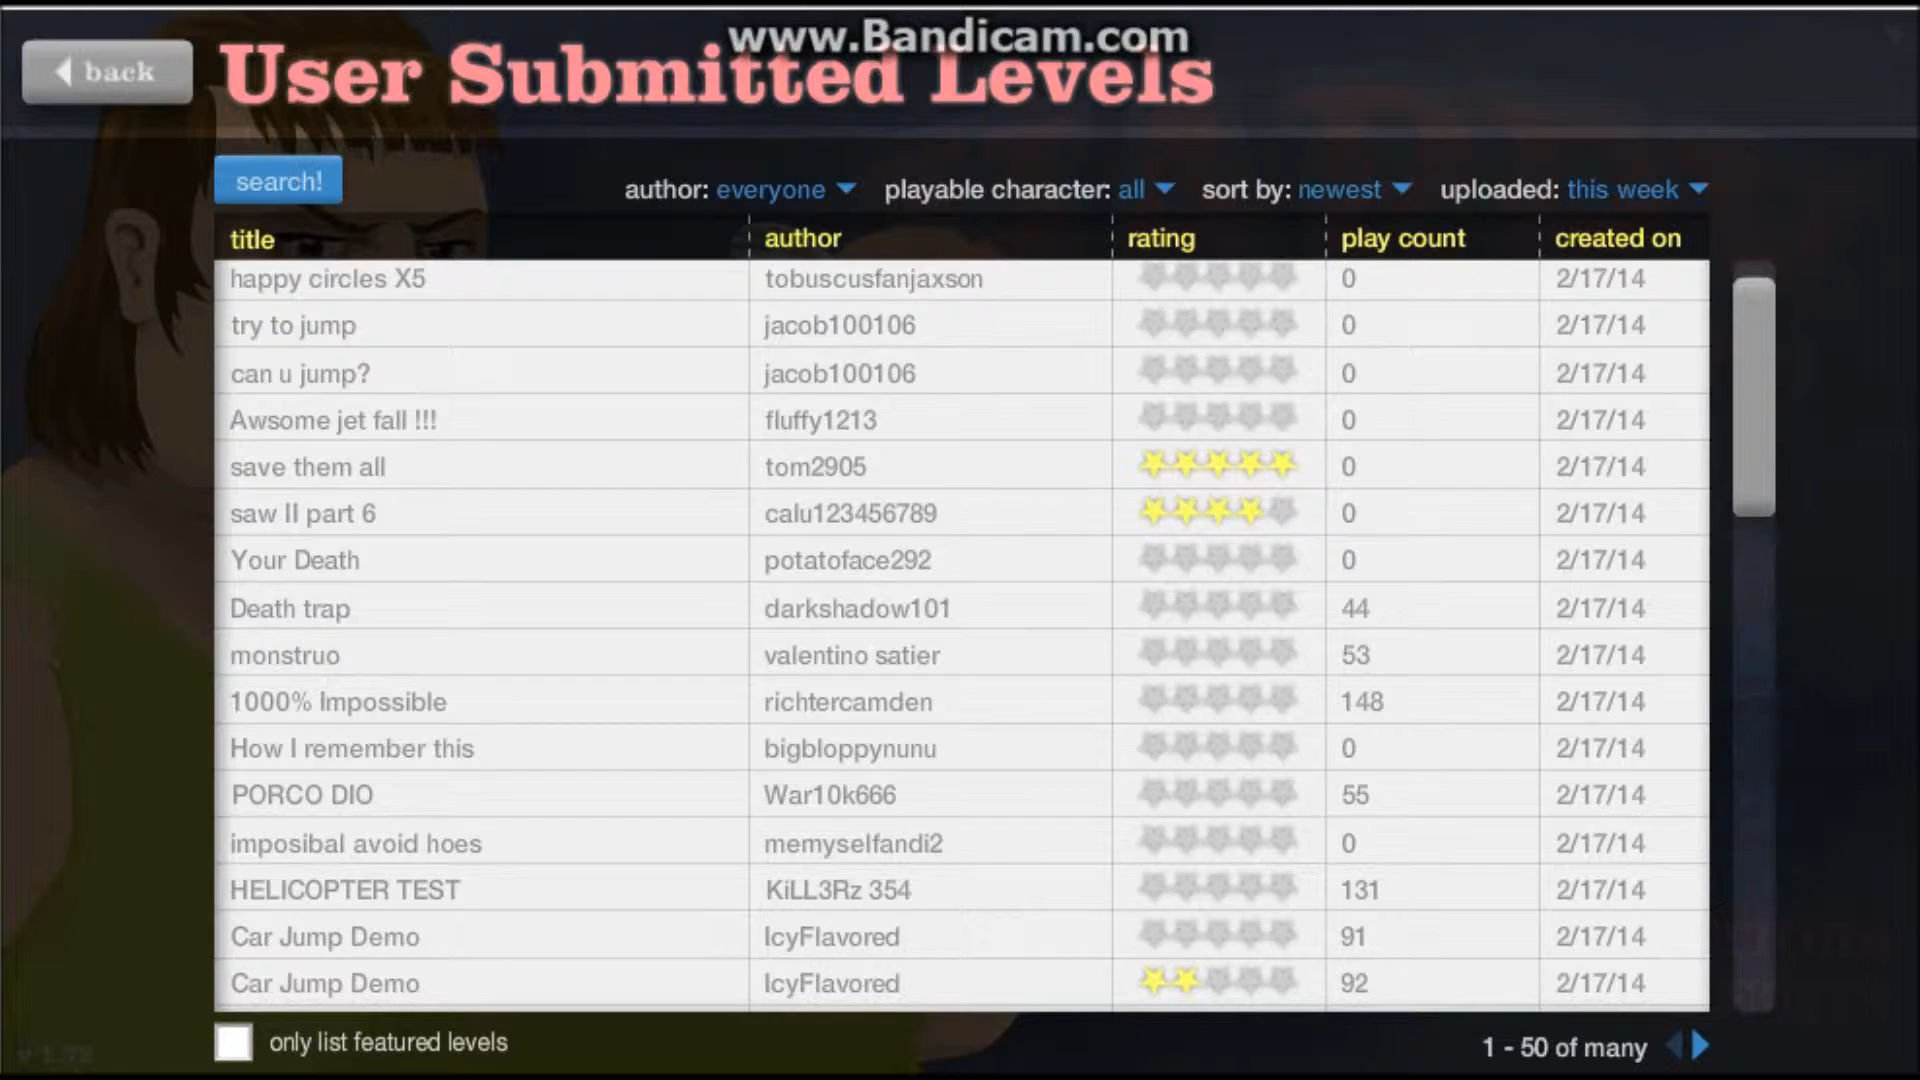 www.Bandicam.com
back
User Submitted Levels
search!
author: everyone playable character: all sort by: newest uploaded: this week
title author rating play count created on
happy circles X5 tobuscusfanjaxson 0 2/17/14
try to jump jacob100106 0 2/17/14
can u jump? jacob100106 0 2/17/14
Awsome jet fall !!! fluffy1213 0 2/17/14
save them all tom2905 0 2/17/14
saw II part 6 calu123456789 0 2/17/14
Your Death potatoface292 0 2/17/14
Death trap darkshadow101 44 2/17/14
monstruo valentino satier 53 2/17/14
1000% Impossible richtercamden 148 2/17/14
How I remember this bigbloppynunu 0 2/17/14
PORCO DIO War10k666 55 2/17/14
imposibal avoid hoes memyselfandi2 0 2/17/14
HELICOPTER TEST KiLL3Rz 354 131 2/17/14
Car Jump Demo IcyFlavored 91 2/17/14
Car Jump Demo IcyFlavored 92 2/17/14
only list featured levels
1 - 50 of many